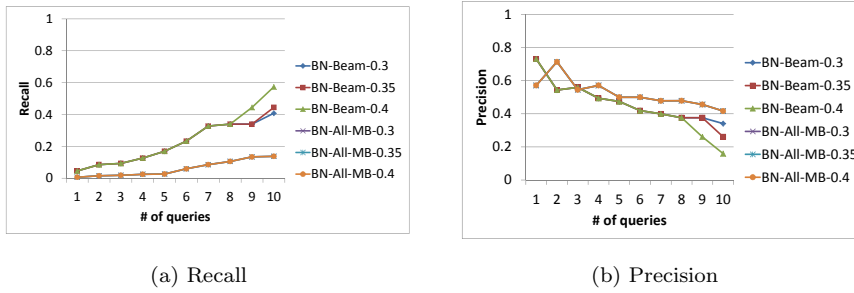 1
0.8
0.6
0.4
0.2
0
Recall
1 2 3 4 5 6 7 8 9 10
# of queries
BN-Beam-0.3
BN-Beam-0.35
BN-Beam-0.4
BN-All-MB-0.3
BN-All-MB-0.35
BN-All-MB-0.4
(a) Recall
1
0.8
0.6
0.4
0.2
0
Precision
1 2 3 4 5 6 7 8 9 10
# of queries
BN-Beam-0.3
BN-Beam-0.35
BN-Beam-0.4
BN-All-MB-0.3
BN-All-MB-0.35
BN-All-MB-0.4
(b) Precision